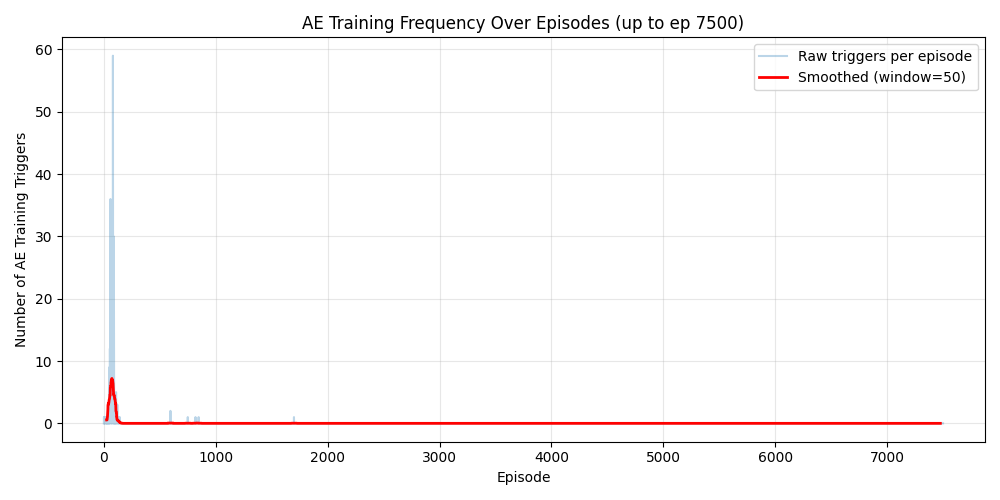 AE Training Frequency Over Episodes (up to ep 7500)
Raw triggers per episode
Smoothed (window=50)
Number of AE Training Triggers
60
50
40
30
20
10
0
0 1000 2000 3000 4000 5000 6000 7000
Episode